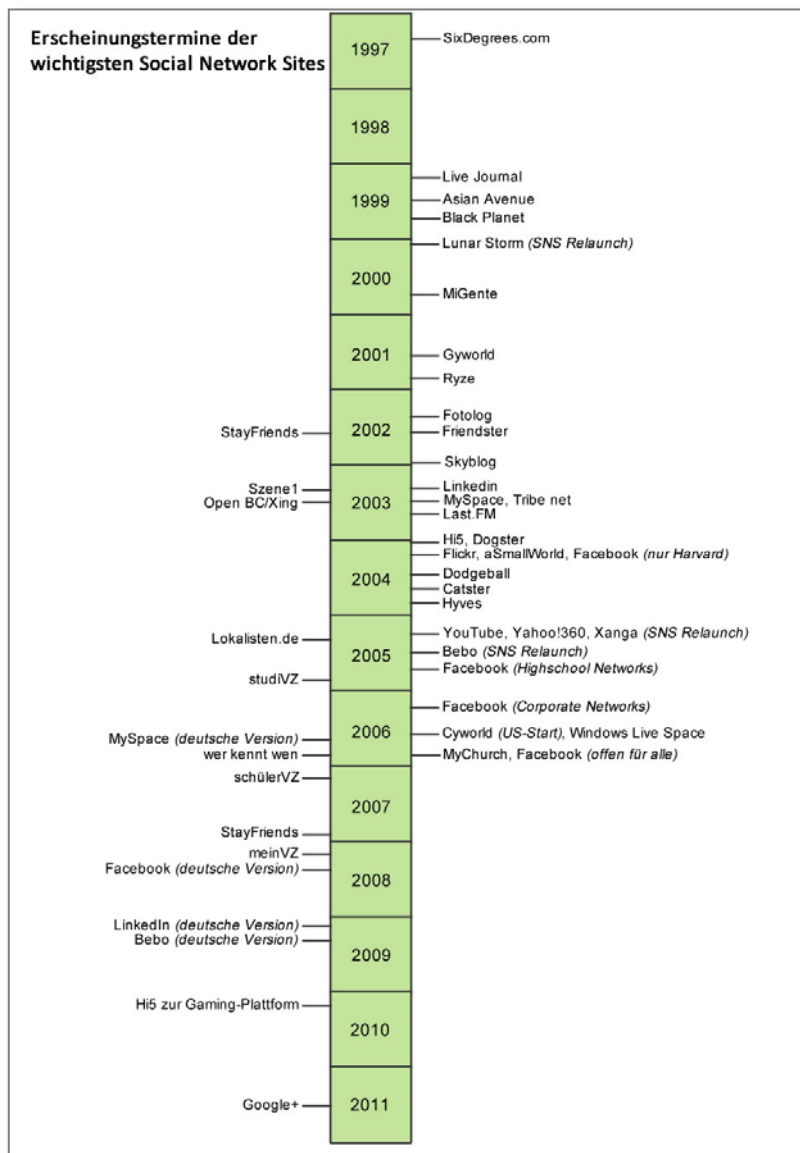 Erscheinungstermine der
wichtigsten Social Network Sites
1997
SixDegrees.com
1998
Live Journal
1999
Asian Avenue
Black Planet
Lunar Storm (SNS Relaunch)
2000
MiGente
2001
Gyworld
Ryze
Fotolog
StayFriends
2002
Friendster
Skyblog
Szene1
Linkedin
Open BC/Xing
2003
MySpace, Tribe net
Last.FM
Hi5, Dogster
Flickr, aSmallWorld, Facebook (nur Harvard)
2004
Dodgeball
Catster
Hyves
YouTube, Yahoo!360, Xanga (SNS Relaunch)
Lokalisten.de
2005
Bebo (SNS Relaunch)
Facebook (Highschool Networks)
studiVZ
Facebook (Corporate Networks)
2006
Cyworld (US-Start), Windows Live Space
MySpace (deutsche Version)
wer kennt wen
MyChurch, Facebook (offen für alle)
schülerVZ
2007
StayFriends
meinVZ
Facebook (deutsche Version)
2008
LinkedIn (deutsche Version)
Bebo (deutsche Version)
2009
Hi5 zur Gaming-Plattform
2010
Google+
2011